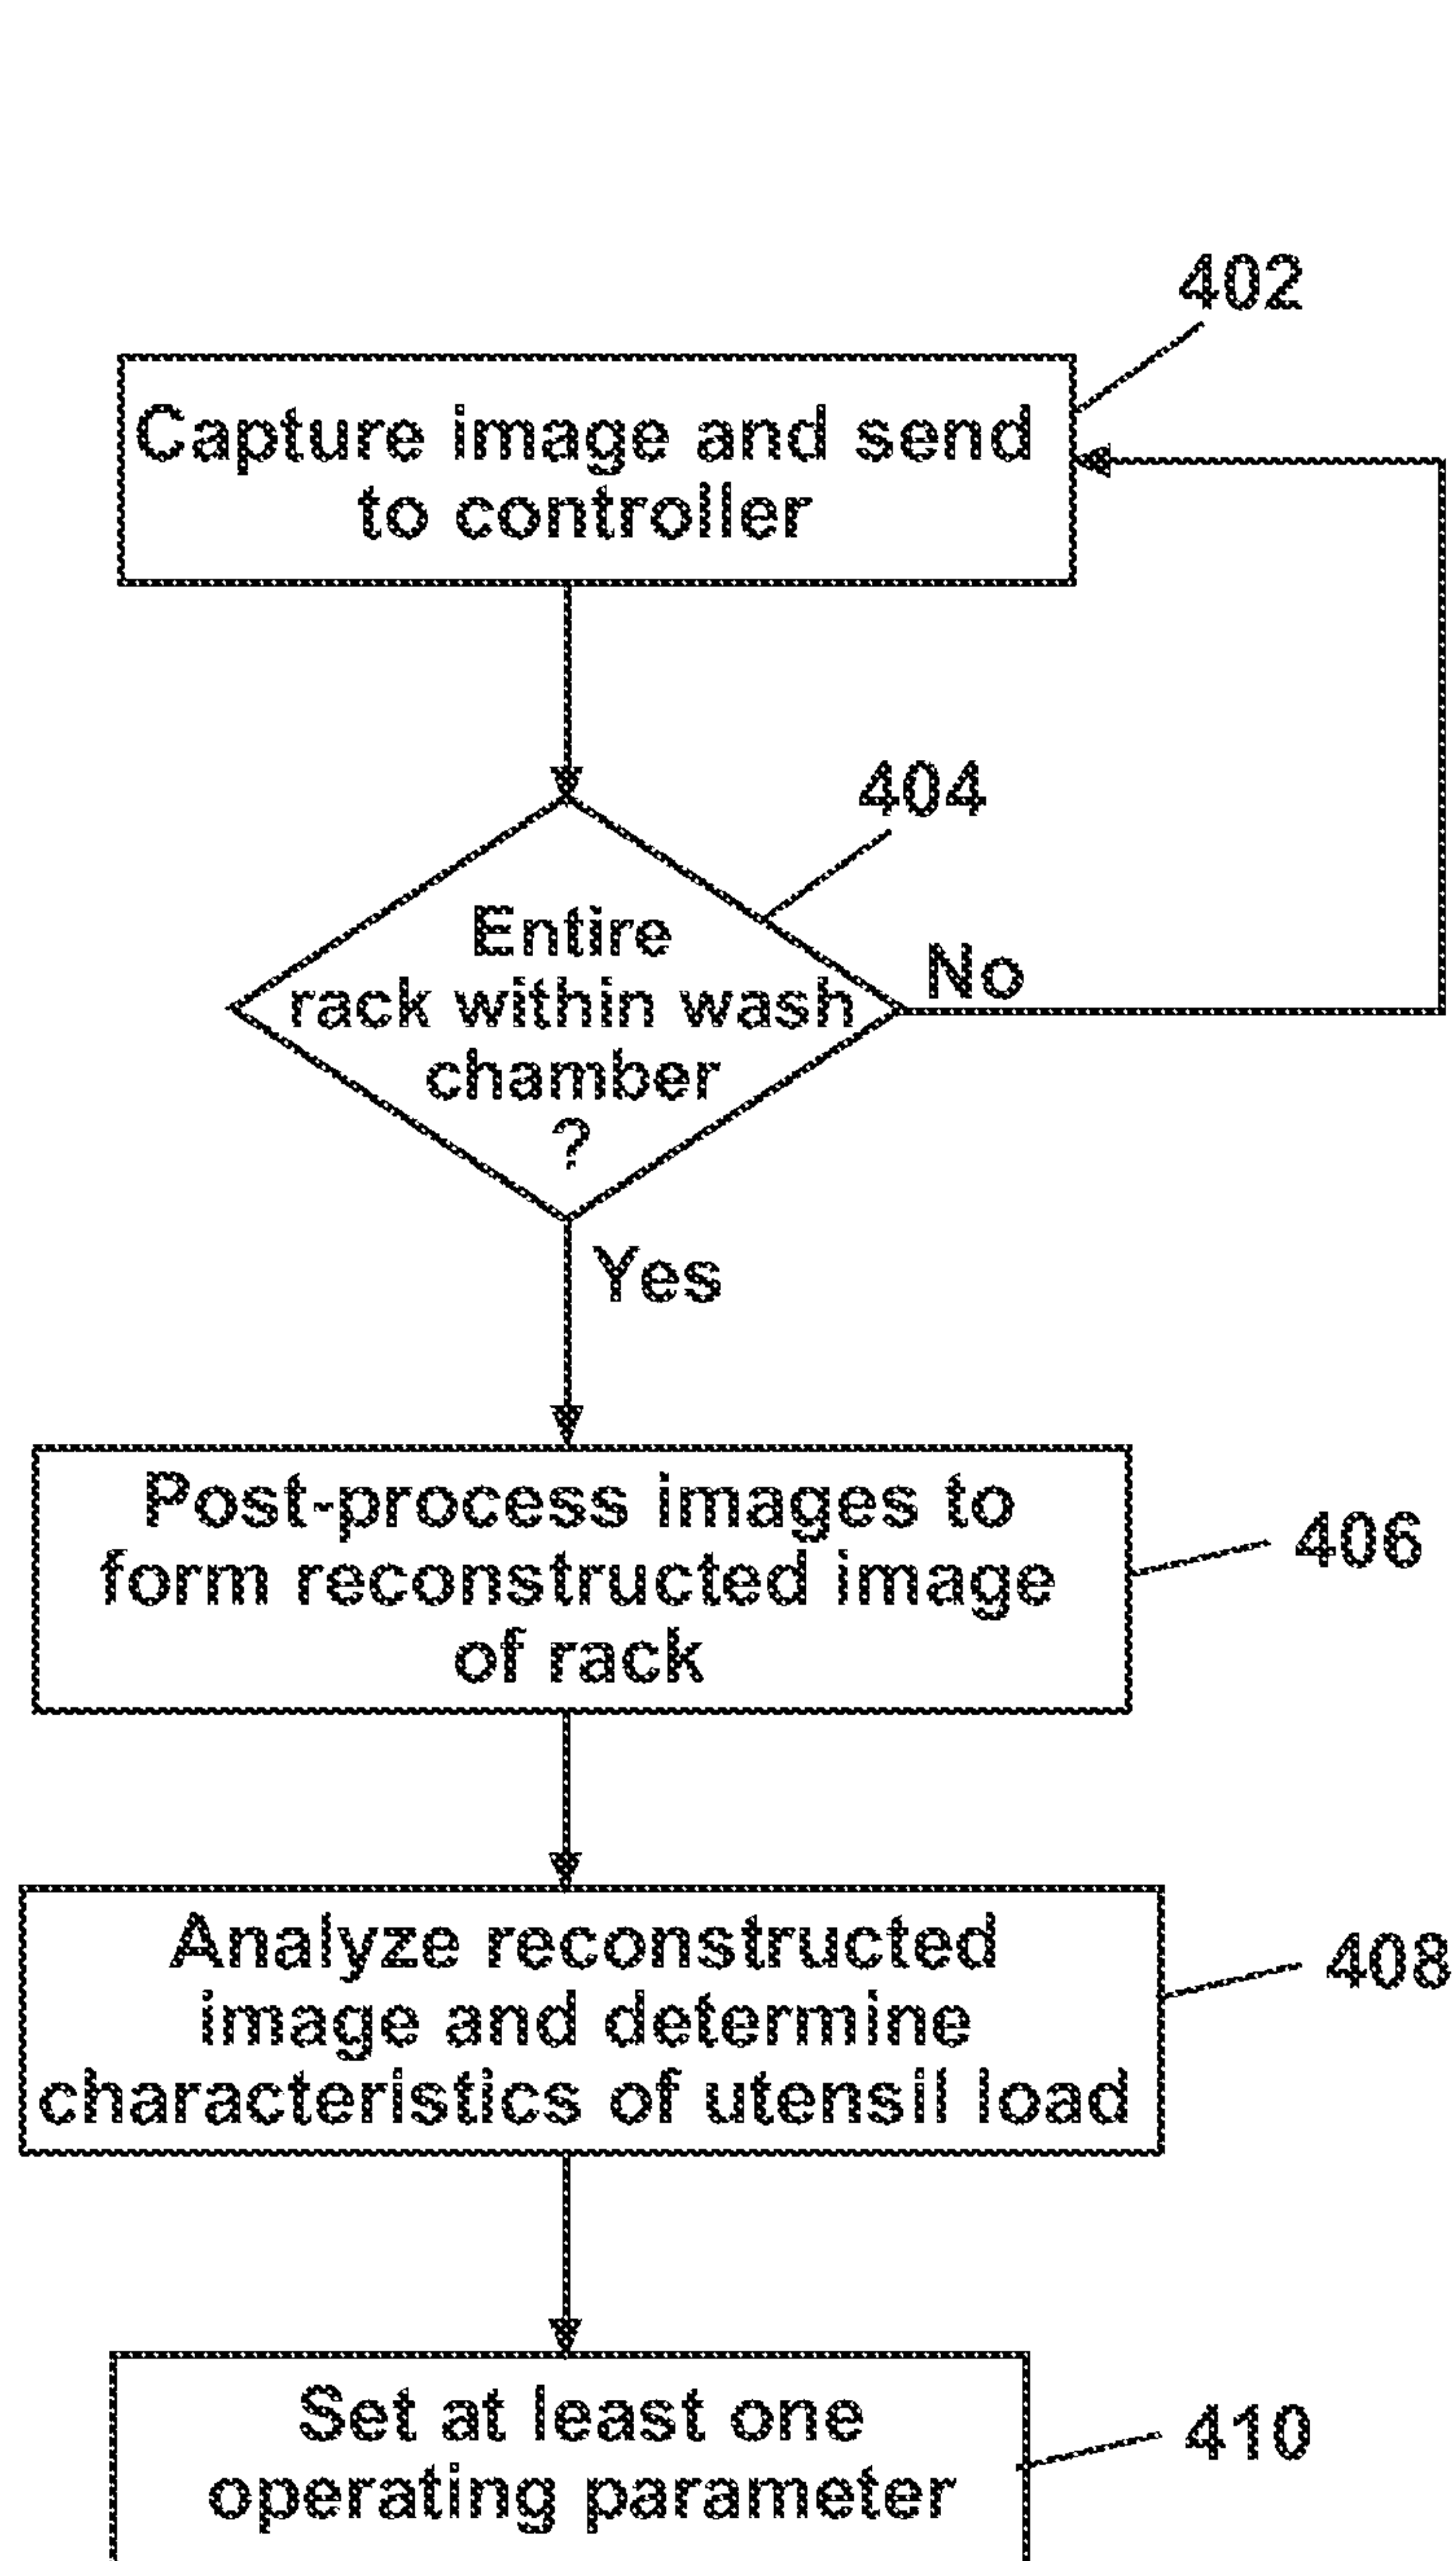 402
Capture image and send
to controller
404
Entire
rack within wash
chamber
?
No
Yes
Post-process images to
form reconstructed image
of rack
406
Analyze reconstructed
image and determine
characteristics of utensil load
408
Set at least one
operating parameter
410